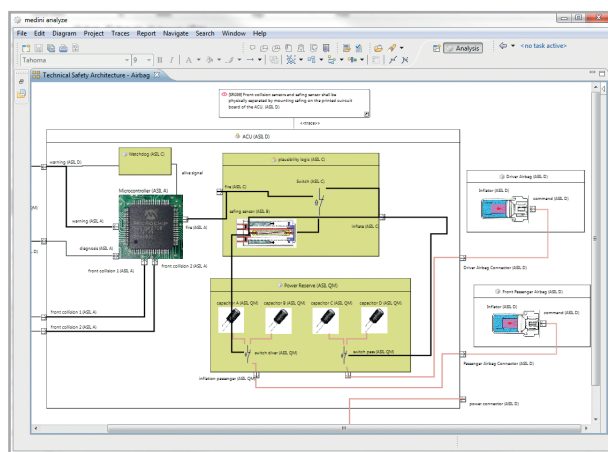 medini analyze
File Edit Diagram Project Traces Report Navigate Search Window Help
Analysis
<no task active>
Tahoma
9
B I A
Technical Safety Architecture - Airbag
Front collision sensors and safing sensor shall be
physically separated by mounting safing on the printed curcuit
board of the ACU. (ASIL D)
<<trace>>
ACU (ASIL D)
warning (ASIL D)
Watchdog (ASIL C)
alive signal
plausibility logic (ASIL C)
Driver Airbag (ASIL D)
Microcontroller (ASIL A)
fire (ASIL C)
Switch (ASIL C)
Inflator (ASIL D)
command (ASIL D)
safing sensor (ASIL B)
warning (ASIL A)
fire (ASIL A)
inflate (ASIL C)
diagnosis (ASIL A)
front collision 1 (ASIL A)
front collision 2 (ASIL A)
Driver Airbag Connector (ASIL D)
Power Reserve (ASIL QM)
Front Passenger Airbag (ASIL D)
capacitor A (ASIL QM)
capacitor B (ASIL QM)
capacitor C (ASIL QM)
capacitor D (ASIL QM)
Inflator (ASIL D)
command (ASIL D)
front collision 1 (ASIL A)
front collision 2 (ASIL A)
switch driver (ASIL QM)
switch pass (ASIL QM)
Passenger Airbag Connector (ASIL D)
inflation passenger (ASIL QM)
power connector (ASIL D)